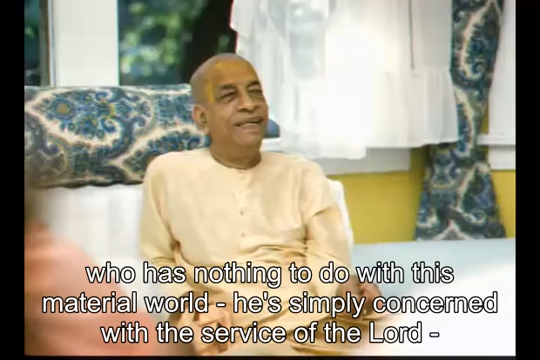 who has nothing to do with this
material world - he's simply concerned
with the service of the Lord -